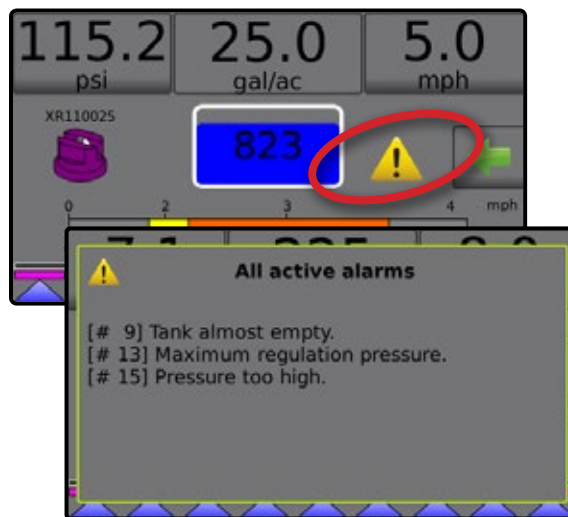 115.2 25.0 5.0
psi gal/ac mph
XR110025
823
0 2 3 4 mph
All active alarms
[# 9] Tank almost empty.
[# 13] Maximum regulation pressure.
[# 15] Pressure too high.